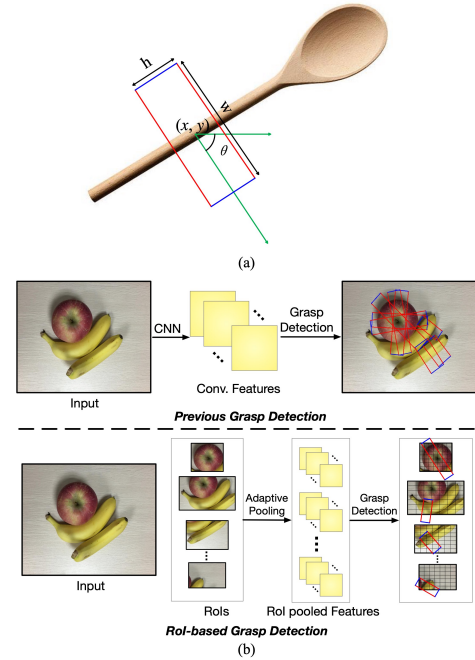 h
w
(x, y)
θ
(a)
CNN
Grasp
Detection
Conv. Features
Input
Previous Grasp Detection
Adaptive
Pooling
Grasp
Detection
Input
RoIs
RoI pooled Features
RoI-based Grasp Detection
(b)